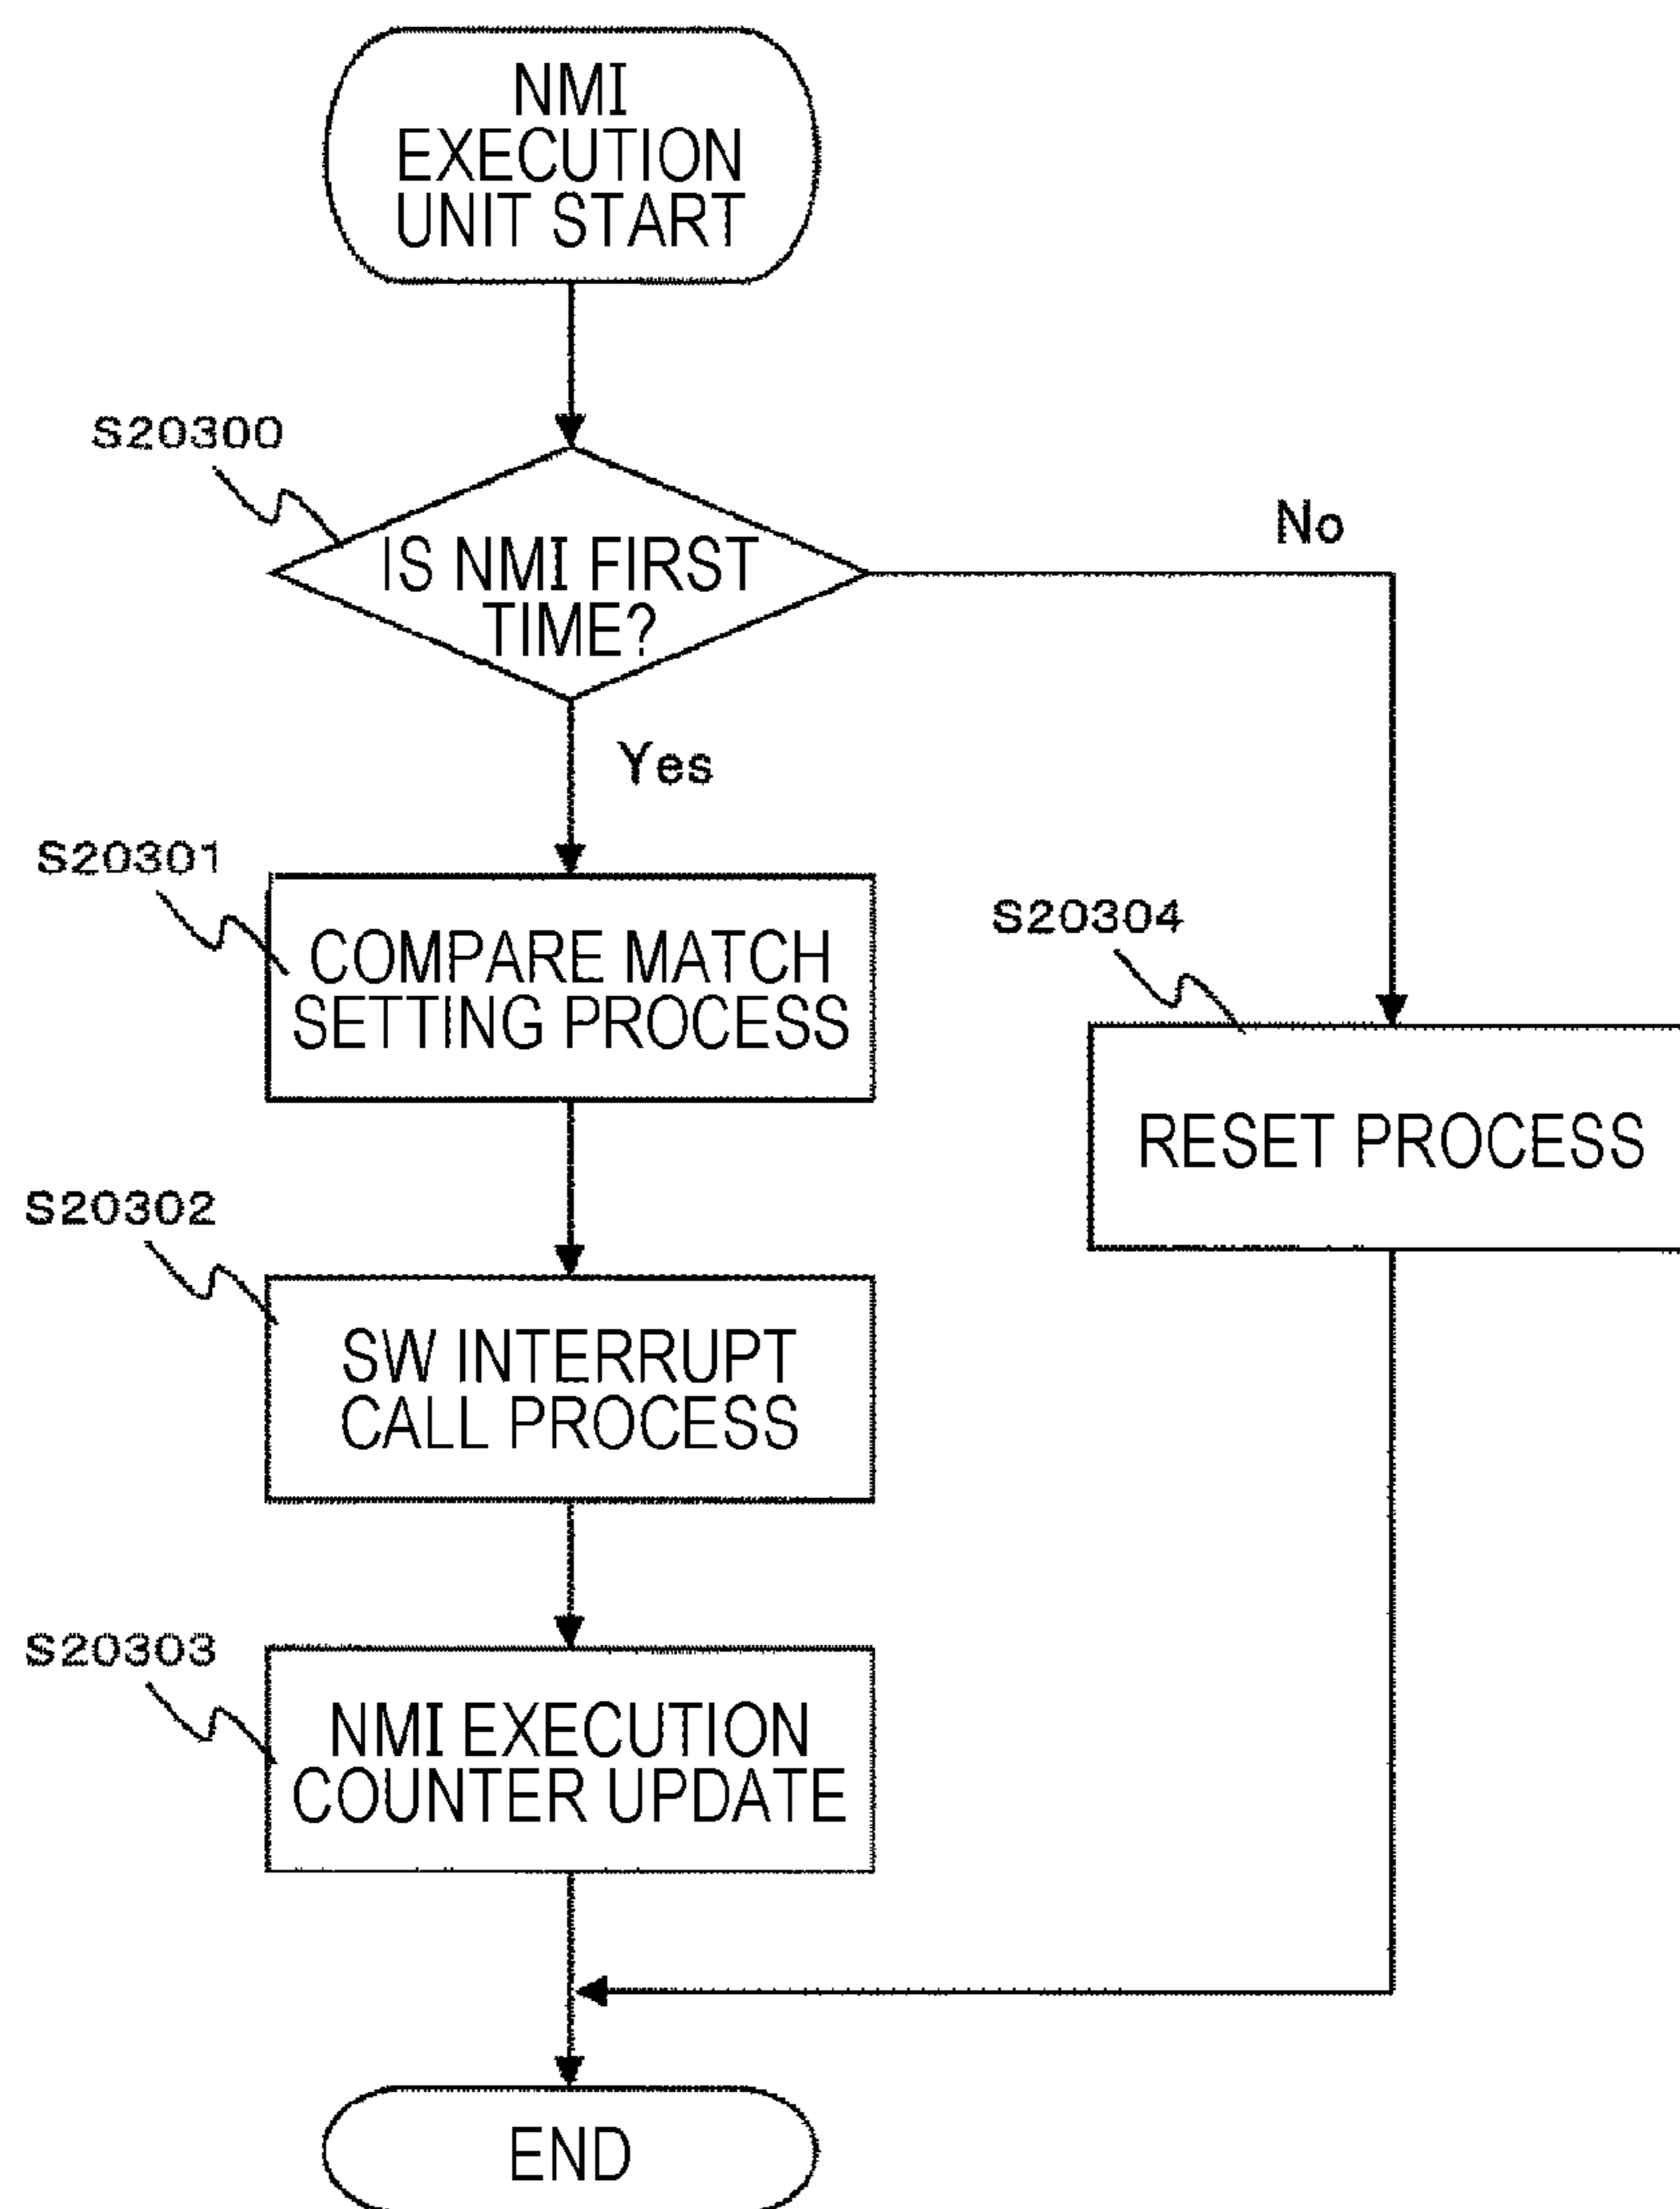 NMI
EXECUTION
UNIT START
S20300
IS NMI FIRST
TIME?
No
Yes
S20301
COMPARE MATCH
SETTING PROCESS
S20304
RESET PROCESS
S20302
SW INTERRUPT
CALL PROCESS
S20303
NMI EXECUTION
COUNTER UPDATE
END